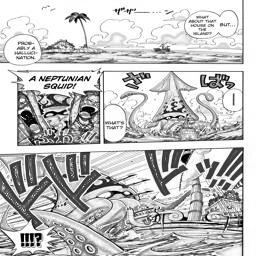 BUT...
WHAT
ABOUT THAT
HOUSE ON
THE
ISLAND?
PROB-
ABLY A
HALLUCI-
NATION.
WHAT'S
THAT?
A NEPTUNIAN
SQUID!
!!!?